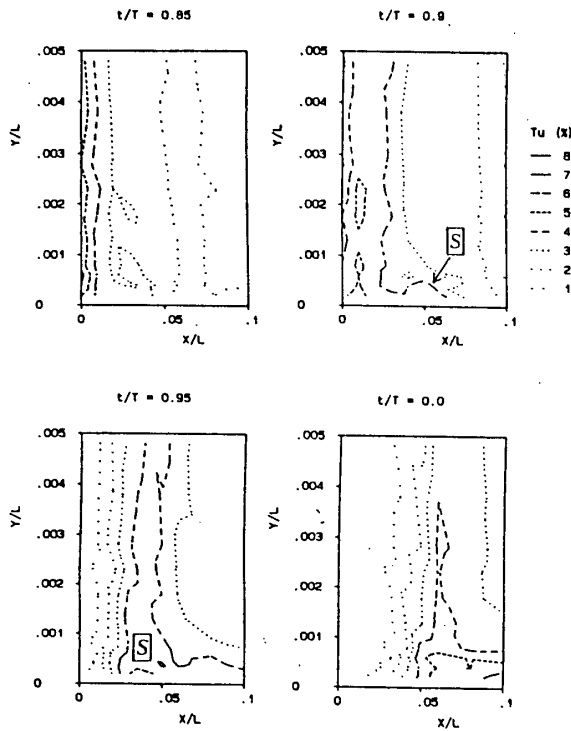 t/T = 0.85
t/T = 0.9
.005
.004
.003
.002
.001
0
Y/L
0
.05
.1
X/L
.005
.004
.003
.002
.001
0
Y/L
S
0
.05
.1
X/L
Tu (%)
8
7
6
5
4
3
2
1
t/T = 0.95
t/T = 0.0
.005
.004
.003
.002
.001
0
Y/L
S
0
.05
.1
X/L
.005
.004
.003
.002
.001
0
Y/L
0
.05
.1
X/L